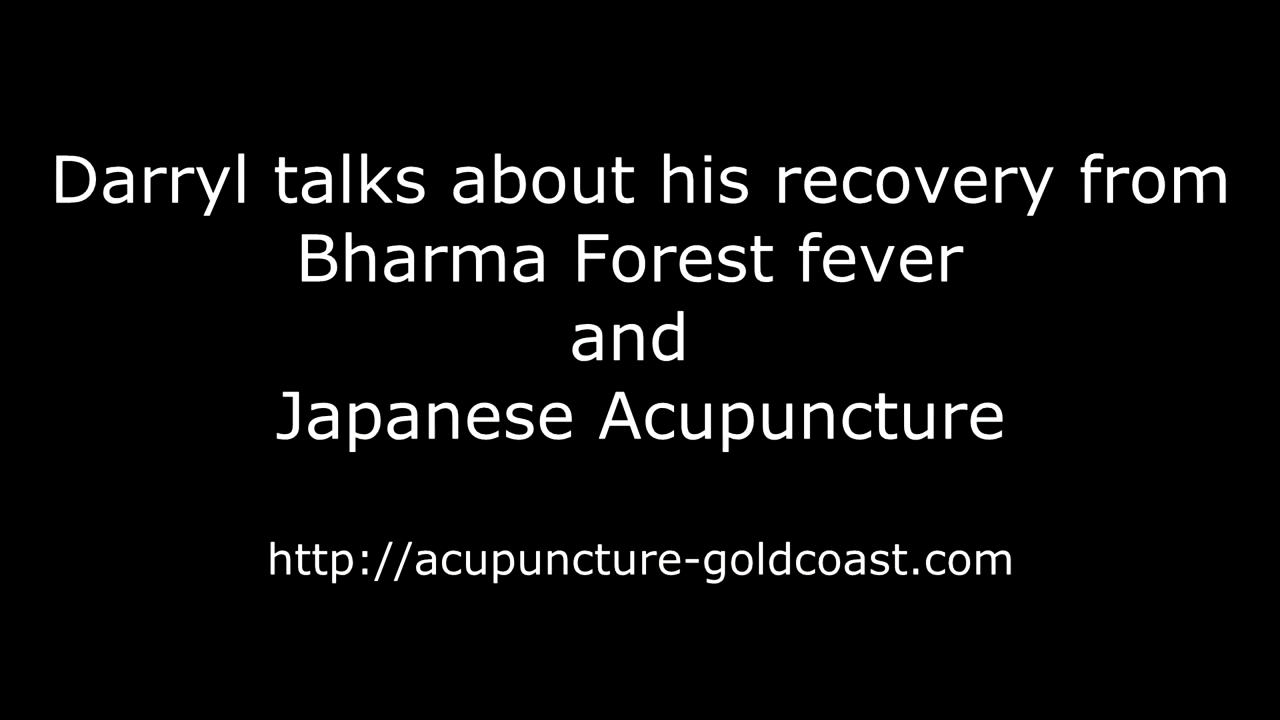 Darryl talks about his recovery from
Bharma Forest fever
and
Japanese Acupuncture
http://acupuncture-goldcoast.com